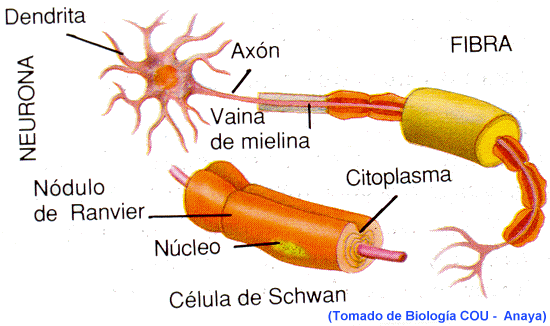 Dendrita
Axón
FIBRA
NEURONA
Vaina
de mielina
Nódulo
de Ranvier
Citoplasma
Núcleo
Célula de Schwan
(Tomado de Biología COU - Anaya)